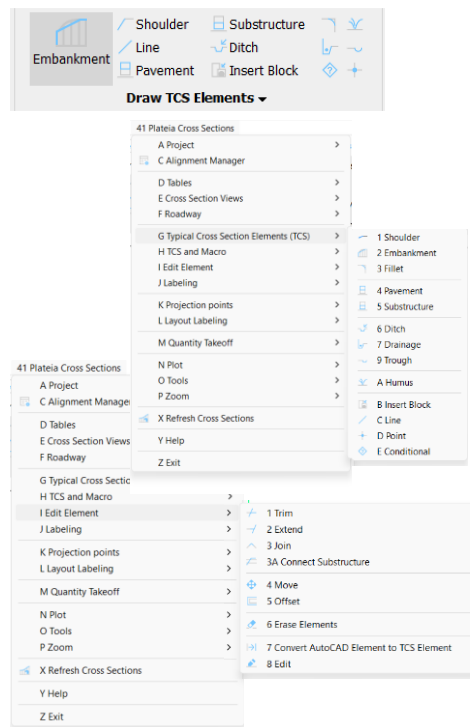 Embankment
Shoulder
Substructure
Line
Ditch
Pavement
Insert Block
Draw TCS Elements
41 Plateia Cross Sections
A Project
C Alignment Manager
D Tables
E Cross Section Views
F Roadway
G Typical Cross Section Elements (TCS)
H TCS and Macro
I Edit Element
J Labeling
K Projection points
L Layout Labeling
M Quantity Takeoff
N Plot
O Tools
P Zoom
X Refresh Cross Sections
Y Help
Z Exit
1 Shoulder
2 Embankment
3 Fillet
4 Pavement
5 Substructure
6 Ditch
7 Drainage
9 Trough
A Humus
B Insert Block
C Line
D Point
E Conditional
41 Plateia Cross Sections
A Project
C Alignment Manager
D Tables
E Cross Section Views
F Roadway
G Typical Cross Sectio
H TCS and Macro
I Edit Element
J Labeling
K Projection points
L Layout Labeling
M Quantity Takeoff
N Plot
O Tools
P Zoom
X Refresh Cross Sections
Y Help
Z Exit
1 Trim
2 Extend
3 Join
3A Connect Substructure
4 Move
5 Offset
6 Erase Elements
7 Convert AutoCAD Element to TCS Element
8 Edit